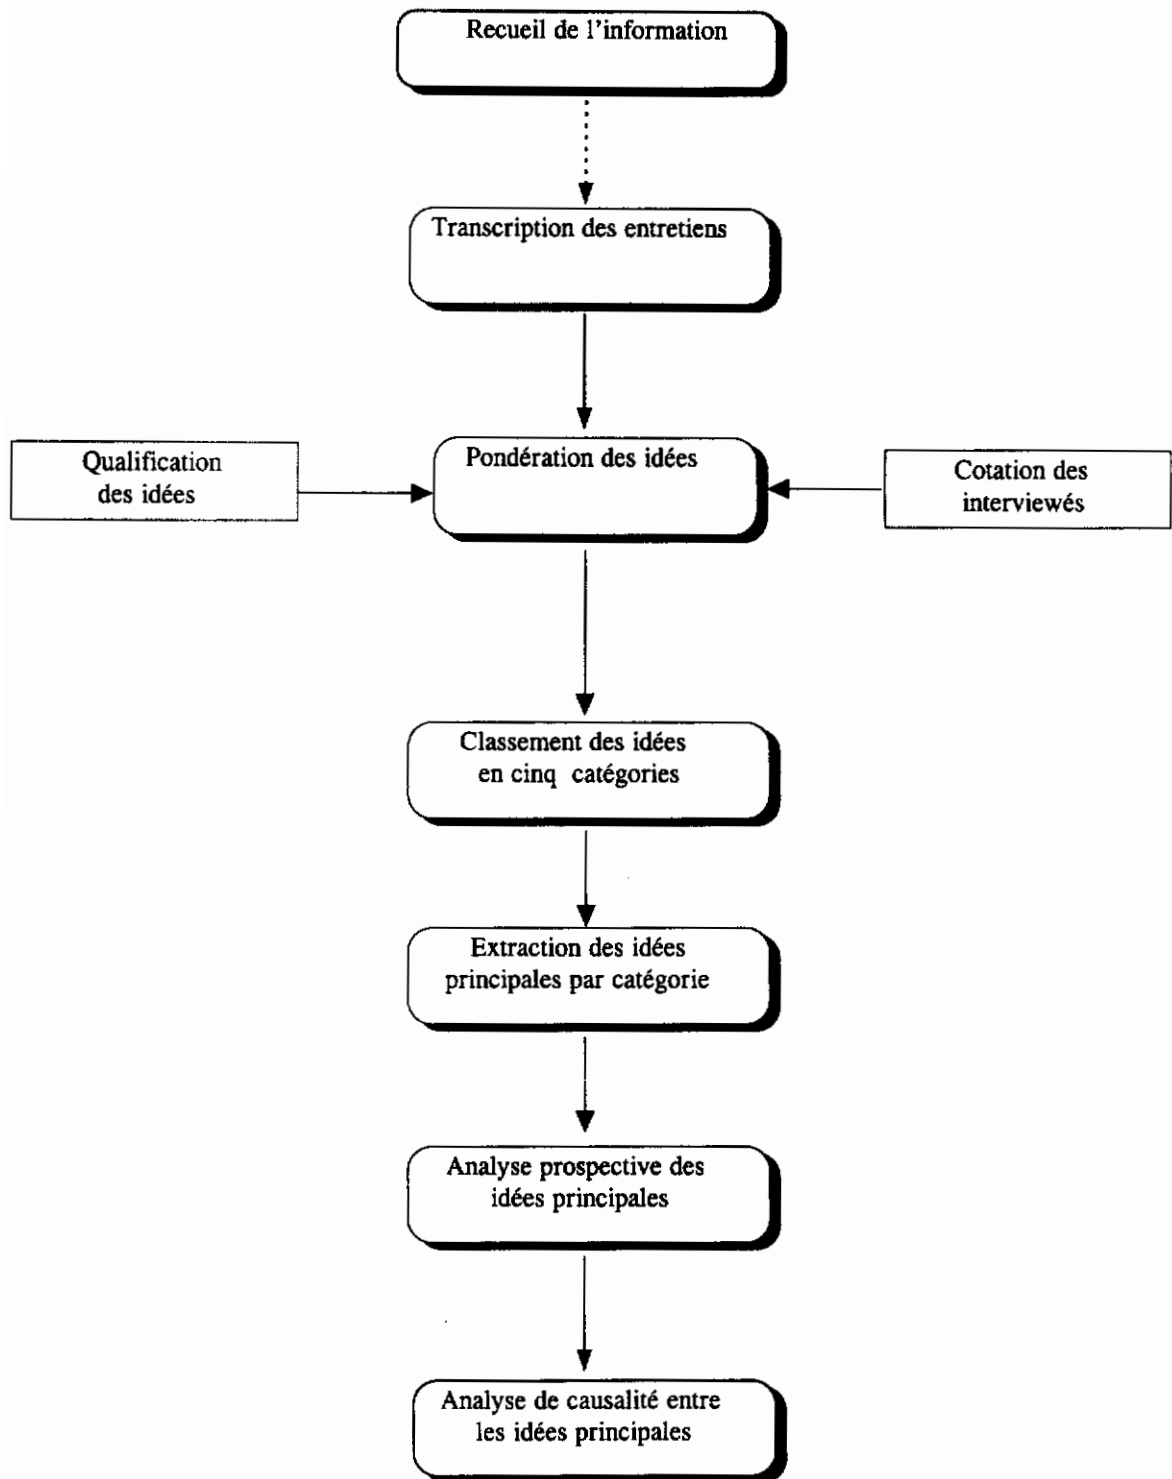 Recueil de l'information
Transcription des entretiens
Qualification
des idées
Pondération des idées
Cotation des
interviewés
Classement des idées
en cinq catégories
Extraction des idées
principales par catégorie
Analyse prospective des
idées principales
Analyse de causalité entre
les idées principales